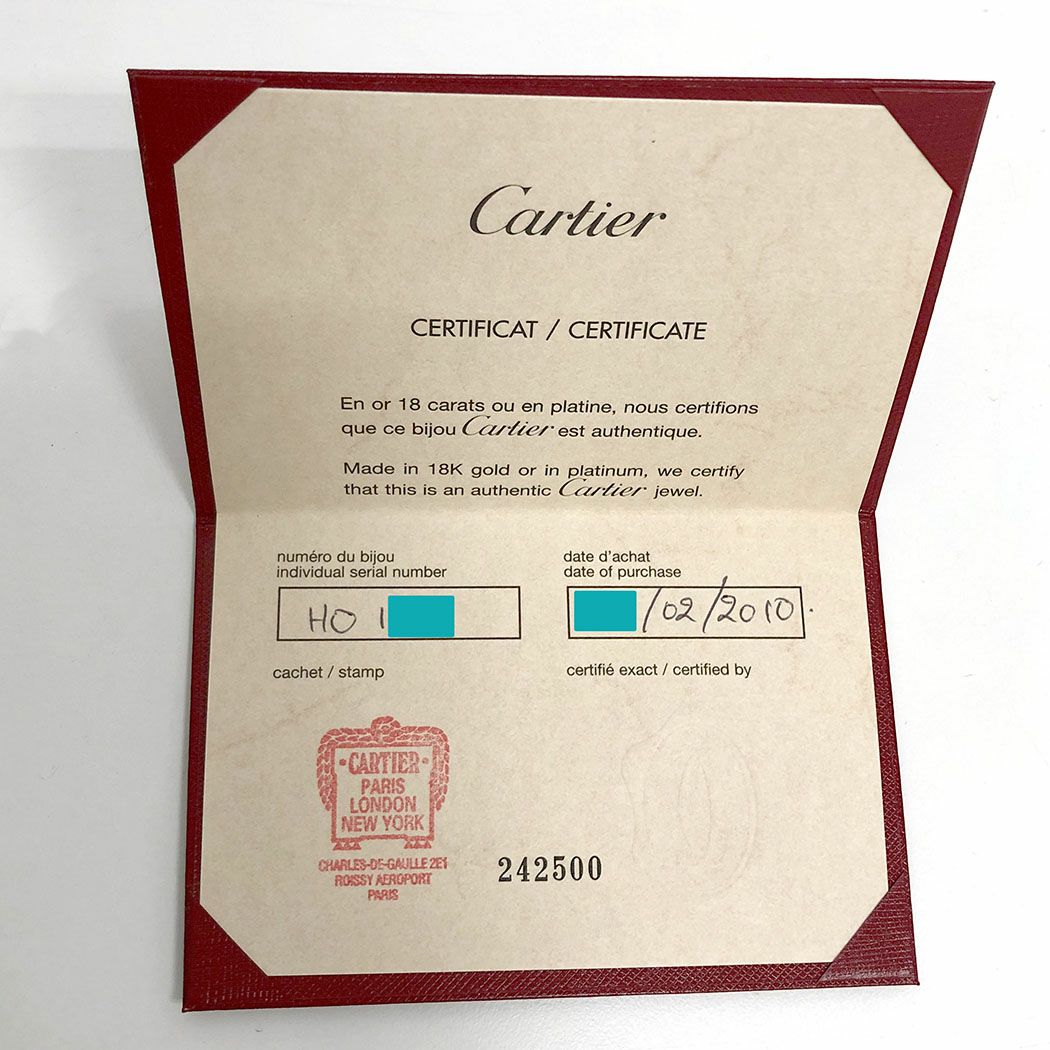 Cartier
CERTIFICAT / CERTIFICATE
En or 18 carats ou en platine, nous certifions
que ce bijou Cartier est authentique.
Made in 18K gold or in platinum, we certify
that this is an authentic Cartier jewel.
numéro du bijou
individual serial number
HO 1
date d'achat
date of purchase
/02/2010.
cachet / stamp
certifié exact / certified by
·CARTIER·
PARIS
LONDON
NEW YORK
CHARLES-DE-GAULLE 2E1
ROISSY AEROPORT
PARIS
242500